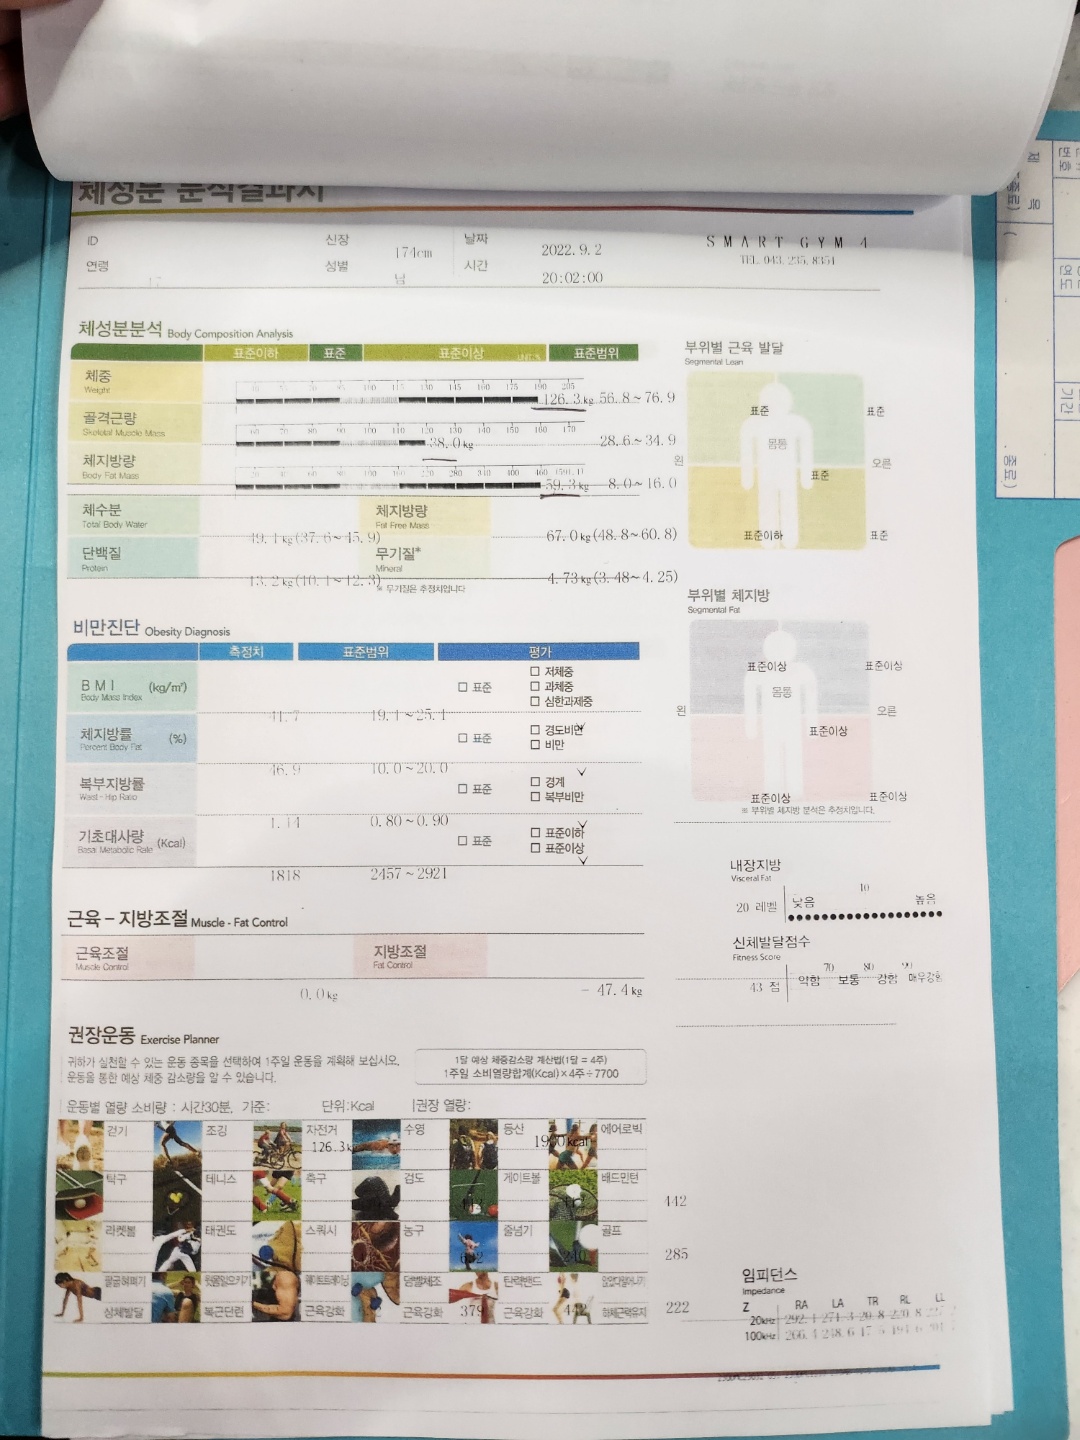 체성분 분석결과지
ID 신장 174cm 날짜 2022. 9. 2 SMART GYM 4
TEL. 043. 235. 8351
연령 17 성별 남 시간 20:02:00
체성분분석 Body Composition Analysis
표준이하 표준 표준이상 UNIT:% 표준범위
체중 Weight 126.3kg 56.8~76.9
골격근량 Skeletal Muscle Mass 38.0kg 28.6~34.9
체지방량 Body Fat Mass 59.3kg 8.0~16.0
체수분 Total Body Water 49.1kg(37.6~45.9) 체지방량 Fat Free Mass 67.0kg(48.8~60.8)
단백질 Protein 13.2kg(10.1~12.3) 무기질* Mineral 4.73kg(3.48~4.25)
※ 무기질은 추정치입니다
부위별 근육 발달
Segmental Lean
표준 표준
몸통
왼 오른
표준
표준이하 표준
비만진단 Obesity Diagnosis
측정치 표준범위 평가
BMI (kg/m²) Body Mass Index 41.7 19.1~25.4 □ 표준 □ 저체중
□ 과체중
□ 심한과체중
체지방률 (%) Percent Body Fat 46.9 10.0~20.0 □ 표준 □ 경도비만
□ 비만
복부지방률 Waist - Hip Ratio 1.14 0.80~0.90 □ 표준 □ 경계
□ 복부비만
기초대사량 (Kcal) Basal Metabolic Rate 1818 2457~2921 □ 표준 □ 표준이하
□ 표준이상
부위별 체지방
Segmental Fat
표준이상 표준이상
몸통
왼 오른
표준이상
표준이상 표준이상
※ 부위별 체지방 분석은 추정치입니다.
내장지방
Visceral Fat
10
20 레벨 낮음 높음
신체발달점수
Fitness Score
70 80 90
43 점 약함 보통 강함 매우강함
근육 – 지방조절 Muscle - Fat Control
근육조절 Muscle Control 0.0kg 지방조절 Fat Control - 47.4kg
권장운동 Exercise Planner
귀하가 실천할 수 있는 운동 종목을 선택하여 1주일 운동을 계획해 보십시오.
운동을 통한 예상 체중 감소량을 알 수 있습니다.
1달 예상 체중감소량 계산법(1달 = 4주)
1주일 소비열량합계(Kcal)×4주÷7700
운동별 열량 소비량 : 시간30분, 기준: 단위:Kcal 권장 열량:
걷기 조깅 자전거 수영 등산 에어로빅
126.3k
탁구 테니스 축구 검도 게이트볼 배드민턴
442
라켓볼 태권도 스쿼시 농구 줄넘기 골프
285
덤벨체조 탄력밴드
상체발달 복근단련 근육강화 근육강화 379 근육강화 442 하체근력유지
222
임피던스
Impedance
Z RA LA TR RL LL
20kHz 292.1 271.3 20.8 220.8
100kHz 266.4 248.6 17.5